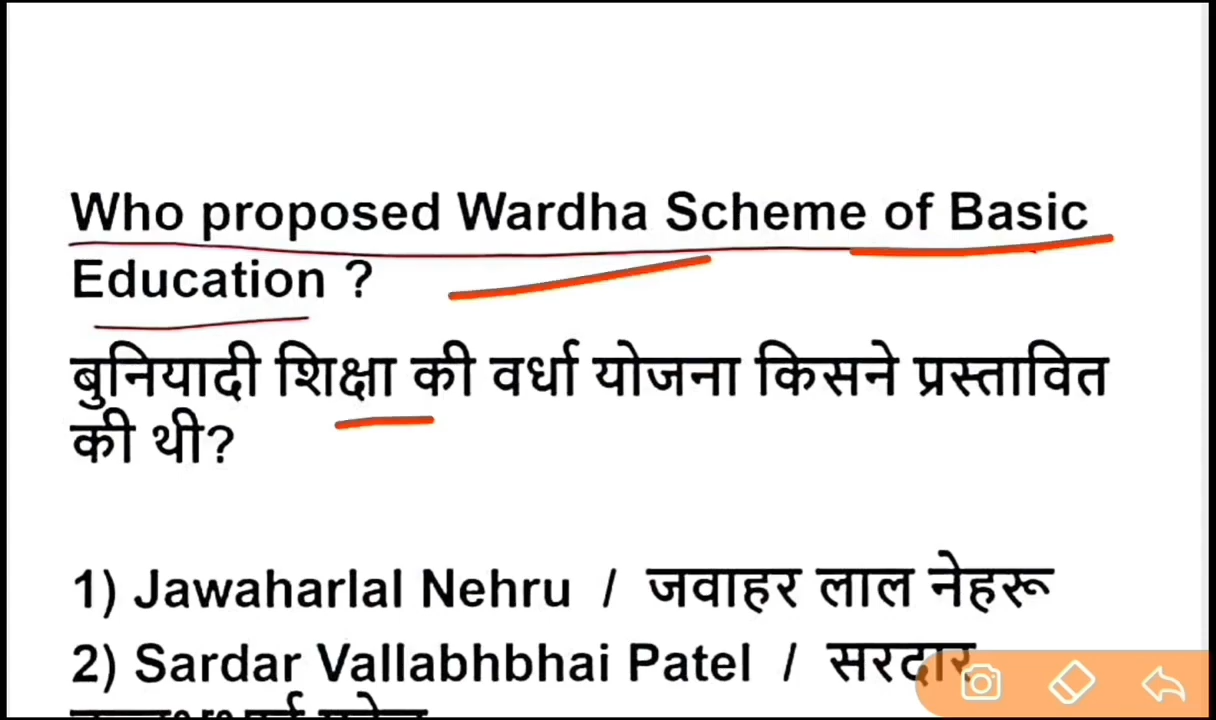 Who proposed Wardha Scheme of Basic
Education ?
बुनियादी शिक्षा की वर्धा योजना किसने प्रस्तावित
की थी?
1) Jawaharlal Nehru / जवाहर लाल नेहरू
2) Sardar Vallabhbhai Patel / सरदार